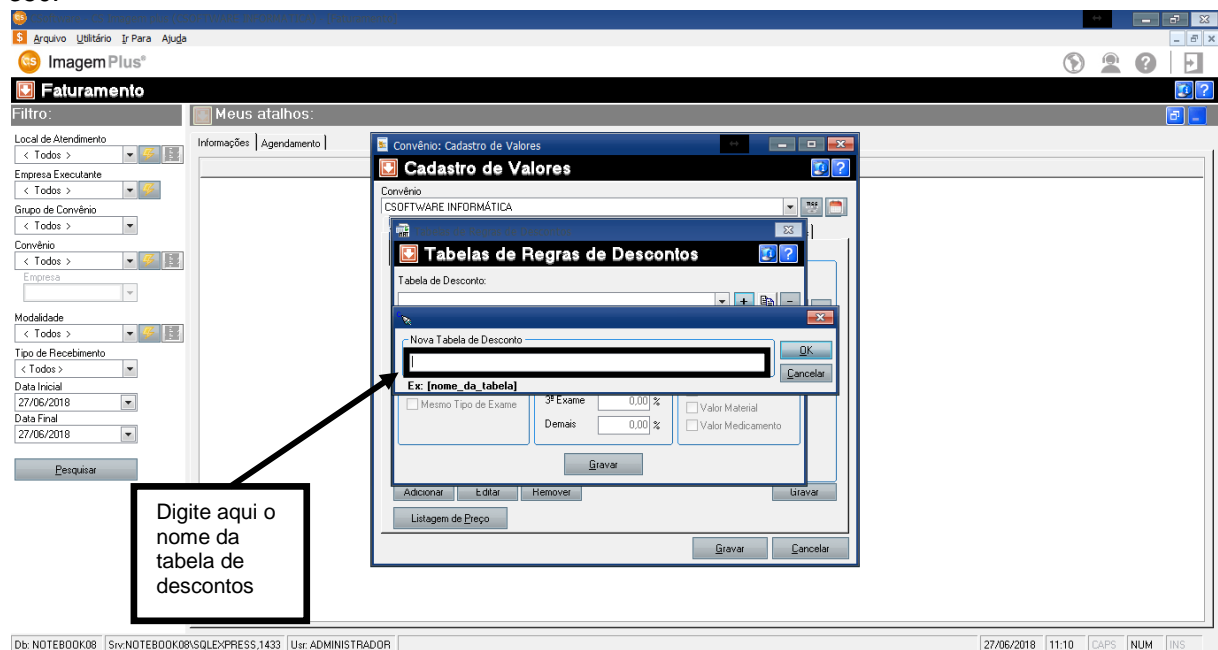 Arquivo Utilitário Ir Para Ajuda
ImagemPlus®
Faturamento
Filtro:
Meus atalhos:
Local de Atendimento
< Todos >
Empresa Executante
< Todos >
Grupo de Convênio
< Todos >
Convênio
< Todos >
Empresa
Modalidade
< Todos >
Tipo de Recebimento
< Todos >
Data Inicial
27/06/2018
Data Final
27/06/2018
Pesquisar
Informações Agendamento
Convênio: Cadastro de Valores
Cadastro de Valores
Convênio
CSOFTWARE INFORMÁTICA
Tabelas de Regras de Descontos
Tabela de Desconto:
Nova Tabela de Desconto
OK
Cancelar
Ex: [nome_da_tabela]
Mesmo Tipo de Exame
3º Exame 0,00 %
Valor Material
Demais 0,00 %
Valor Medicamento
Gravar
Adicionar Editar Remover Gravar
Listagem de Preço
Gravar Cancelar
Digite aqui o
nome da
tabela de
descontos
Db: NOTEBOOK08 Srv:NOTEBOOK08\SQLEXPRESS,1433 Usr: ADMINISTRADOR 27/06/2018 11:10 CAPS NUM INS